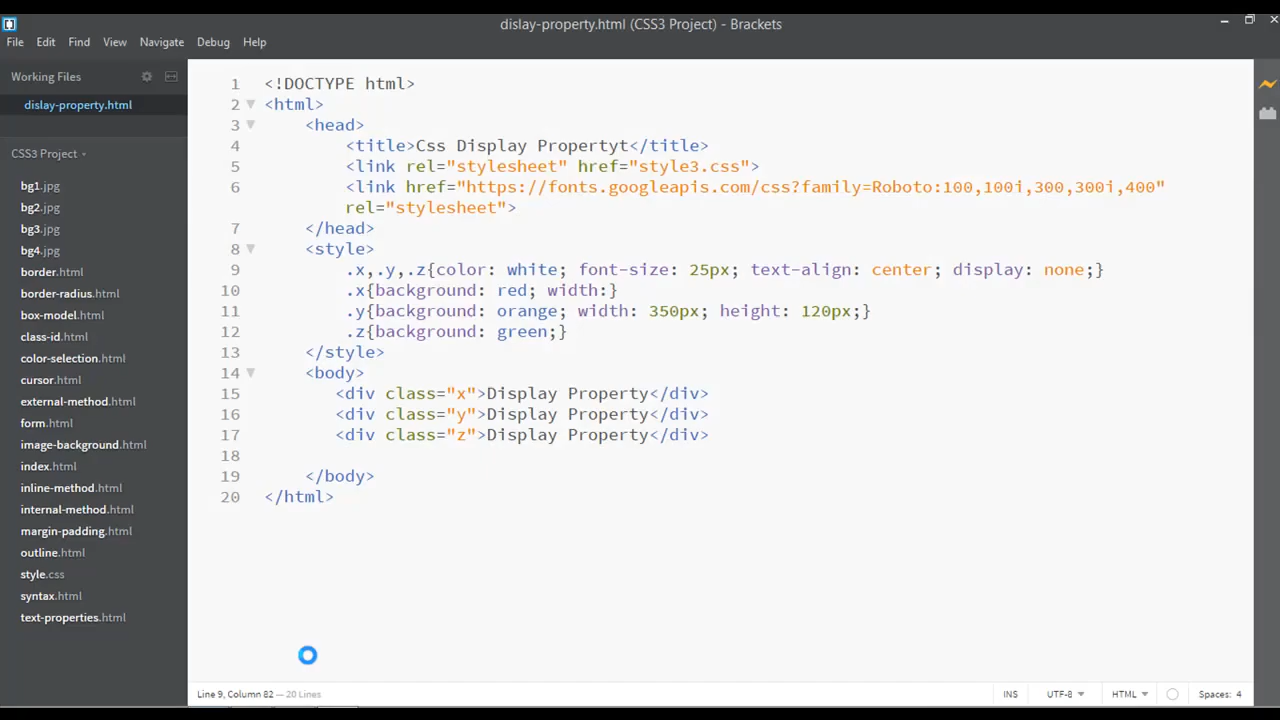 dislay-property.html (CSS3 Project) - Brackets
File Edit Find View Navigate Debug Help
Working Files
dislay-property.html
CSS3 Project
bg1.jpg
bg2.jpg
bg3.jpg
bg4.jpg
border.html
border-radius.html
box-model.html
class-id.html
color-selection.html
cursor.html
external-method.html
form.html
image-background.html
index.html
inline-method.html
internal-method.html
margin-padding.html
outline.html
style.css
syntax.html
text-properties.html
1 <!DOCTYPE html>
2 <html>
3 <head>
4 <title>Css Display Propertyt</title>
5 <link rel="stylesheet" href="style3.css">
6 <link href="https://fonts.googleapis.com/css?family=Roboto:100,100i,300,300i,400"
rel="stylesheet">
7 </head>
8 <style>
9 .x,.y,.z{color: white; font-size: 25px; text-align: center; display: none;}
10 .x{background: red; width:}
11 .y{background: orange; width: 350px; height: 120px;}
12 .z{background: green;}
13 </style>
14 <body>
15 <div class="x">Display Property</div>
16 <div class="y">Display Property</div>
17 <div class="z">Display Property</div>
18
19 </body>
20 </html>
Line 9, Column 82 — 20 Lines INS UTF-8 HTML Spaces: 4